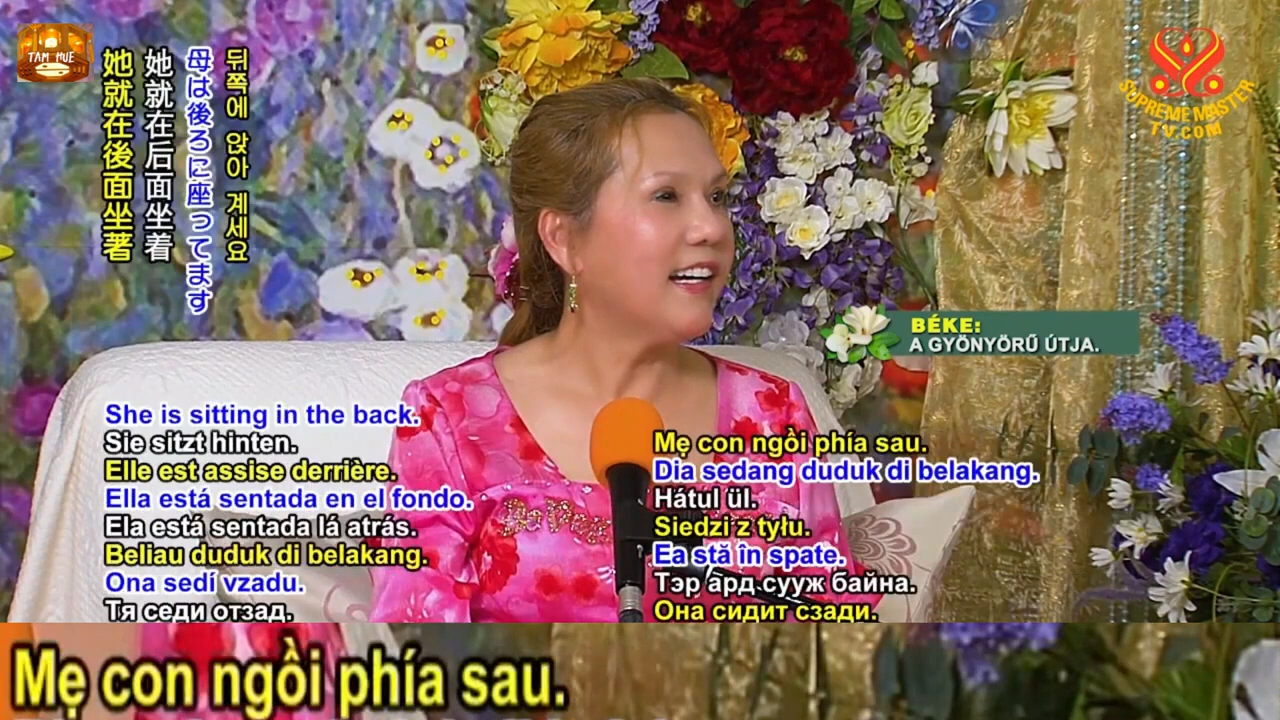 TAM HUE
뒤쪽에 앉아 계세요
母は後ろに座ってます
她就在后面坐着
她就在後面坐著
SUPREME MASTER
TV.COM
BÉKE:
A GYÖNYÖRŰ ÚTJA.
She is sitting in the back.
Sie sitzt hinten.
Elle est assise derrière.
Ella está sentada en el fondo.
Ela está sentada lá atrás.
Beliau duduk di belakang.
Ona sedí vzadu.
Тя седи отзад.
Mẹ con ngồi phía sau.
Dia sedang duduk di belakang.
Hátul ül.
Siedzi z tyłu.
Ea stă în spate.
Тэр ард сууж байна.
Она сидит сзади.
Mẹ con ngồi phía sau.